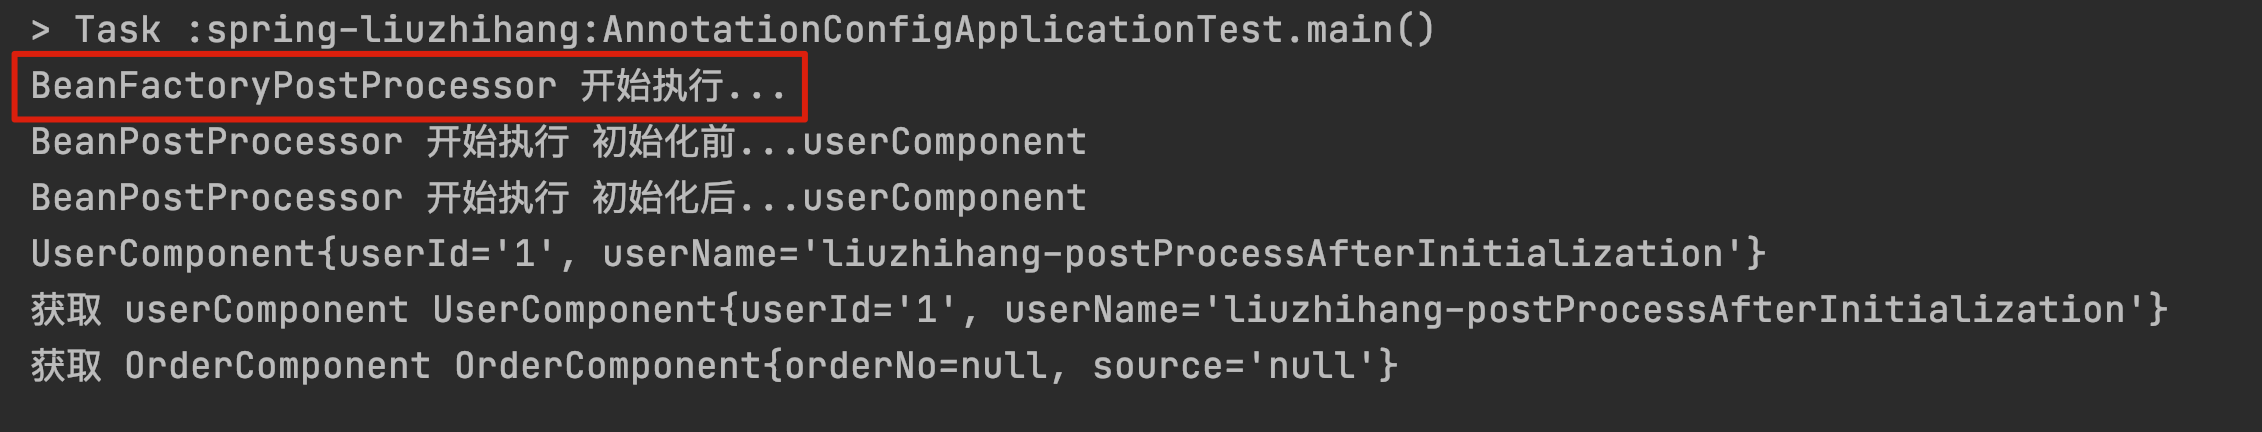 > Task :spring-liuzhihang:AnnotationConfigApplicationTest.main()
BeanFactoryPostProcessor 开始执行...
BeanPostProcessor 开始执行 初始化前...userComponent
BeanPostProcessor 开始执行 初始化后...userComponent
UserComponent{userId='1', userName='liuzhihang-postProcessAfterInitialization'}
获取 userComponent UserComponent{userId='1', userName='liuzhihang-postProcessAfterInitialization'}
获取 OrderComponent OrderComponent{orderNo=null, source='null'}